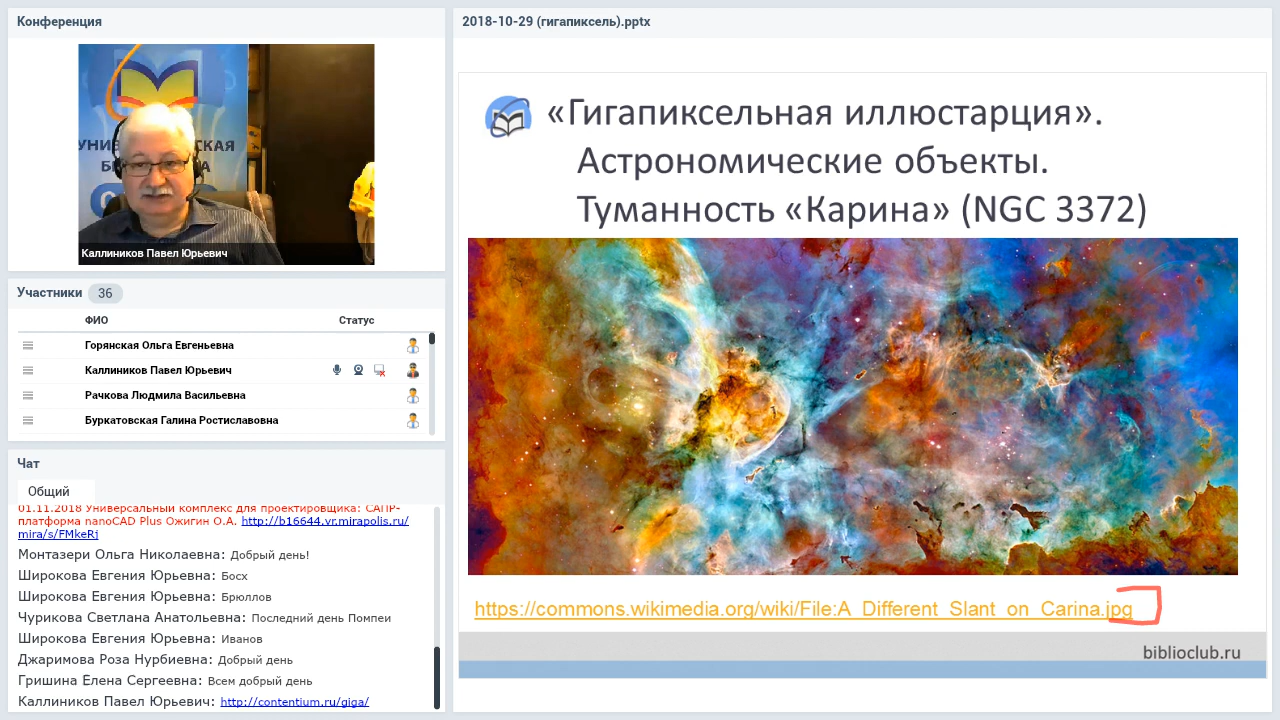 Конференция
УНИВ
СКАЯ
Каллиников Павел Юрьевич
Участники 36
ФИО Статус
Горянская Ольга Евгеньевна
Каллиников Павел Юрьевич
Рачкова Людмила Васильевна
Буркатовская Галина Ростиславовна
Чат
Общий
01.11.2018 Универсальный комплекс для проектировщика: САПР-
платформа nanoCAD Plus Ожигин О.А. http://b16644.vr.mirapolis.ru/
mira/s/FMkeRj
Монтазери Ольга Николаевна: Добрый день!
Широкова Евгения Юрьевна: Босх
Широкова Евгения Юрьевна: Брюллов
Чурикова Светлана Анатольевна: Последний день Помпеи
Широкова Евгения Юрьевна: Иванов
Джаримова Роза Нурбиевна: Добрый день
Гришина Елена Сергеевна: Всем добрый день
Каллиников Павел Юрьевич: http://contentium.ru/giga/
2018-10-29 (гигапиксель).pptx
«Гигапиксельная иллюстарция».
Астрономические объекты.
Туманность «Карина» (NGC 3372)
https://commons.wikimedia.org/wiki/File:A_Different_Slant_on_Carina.jpg
biblioclub.ru